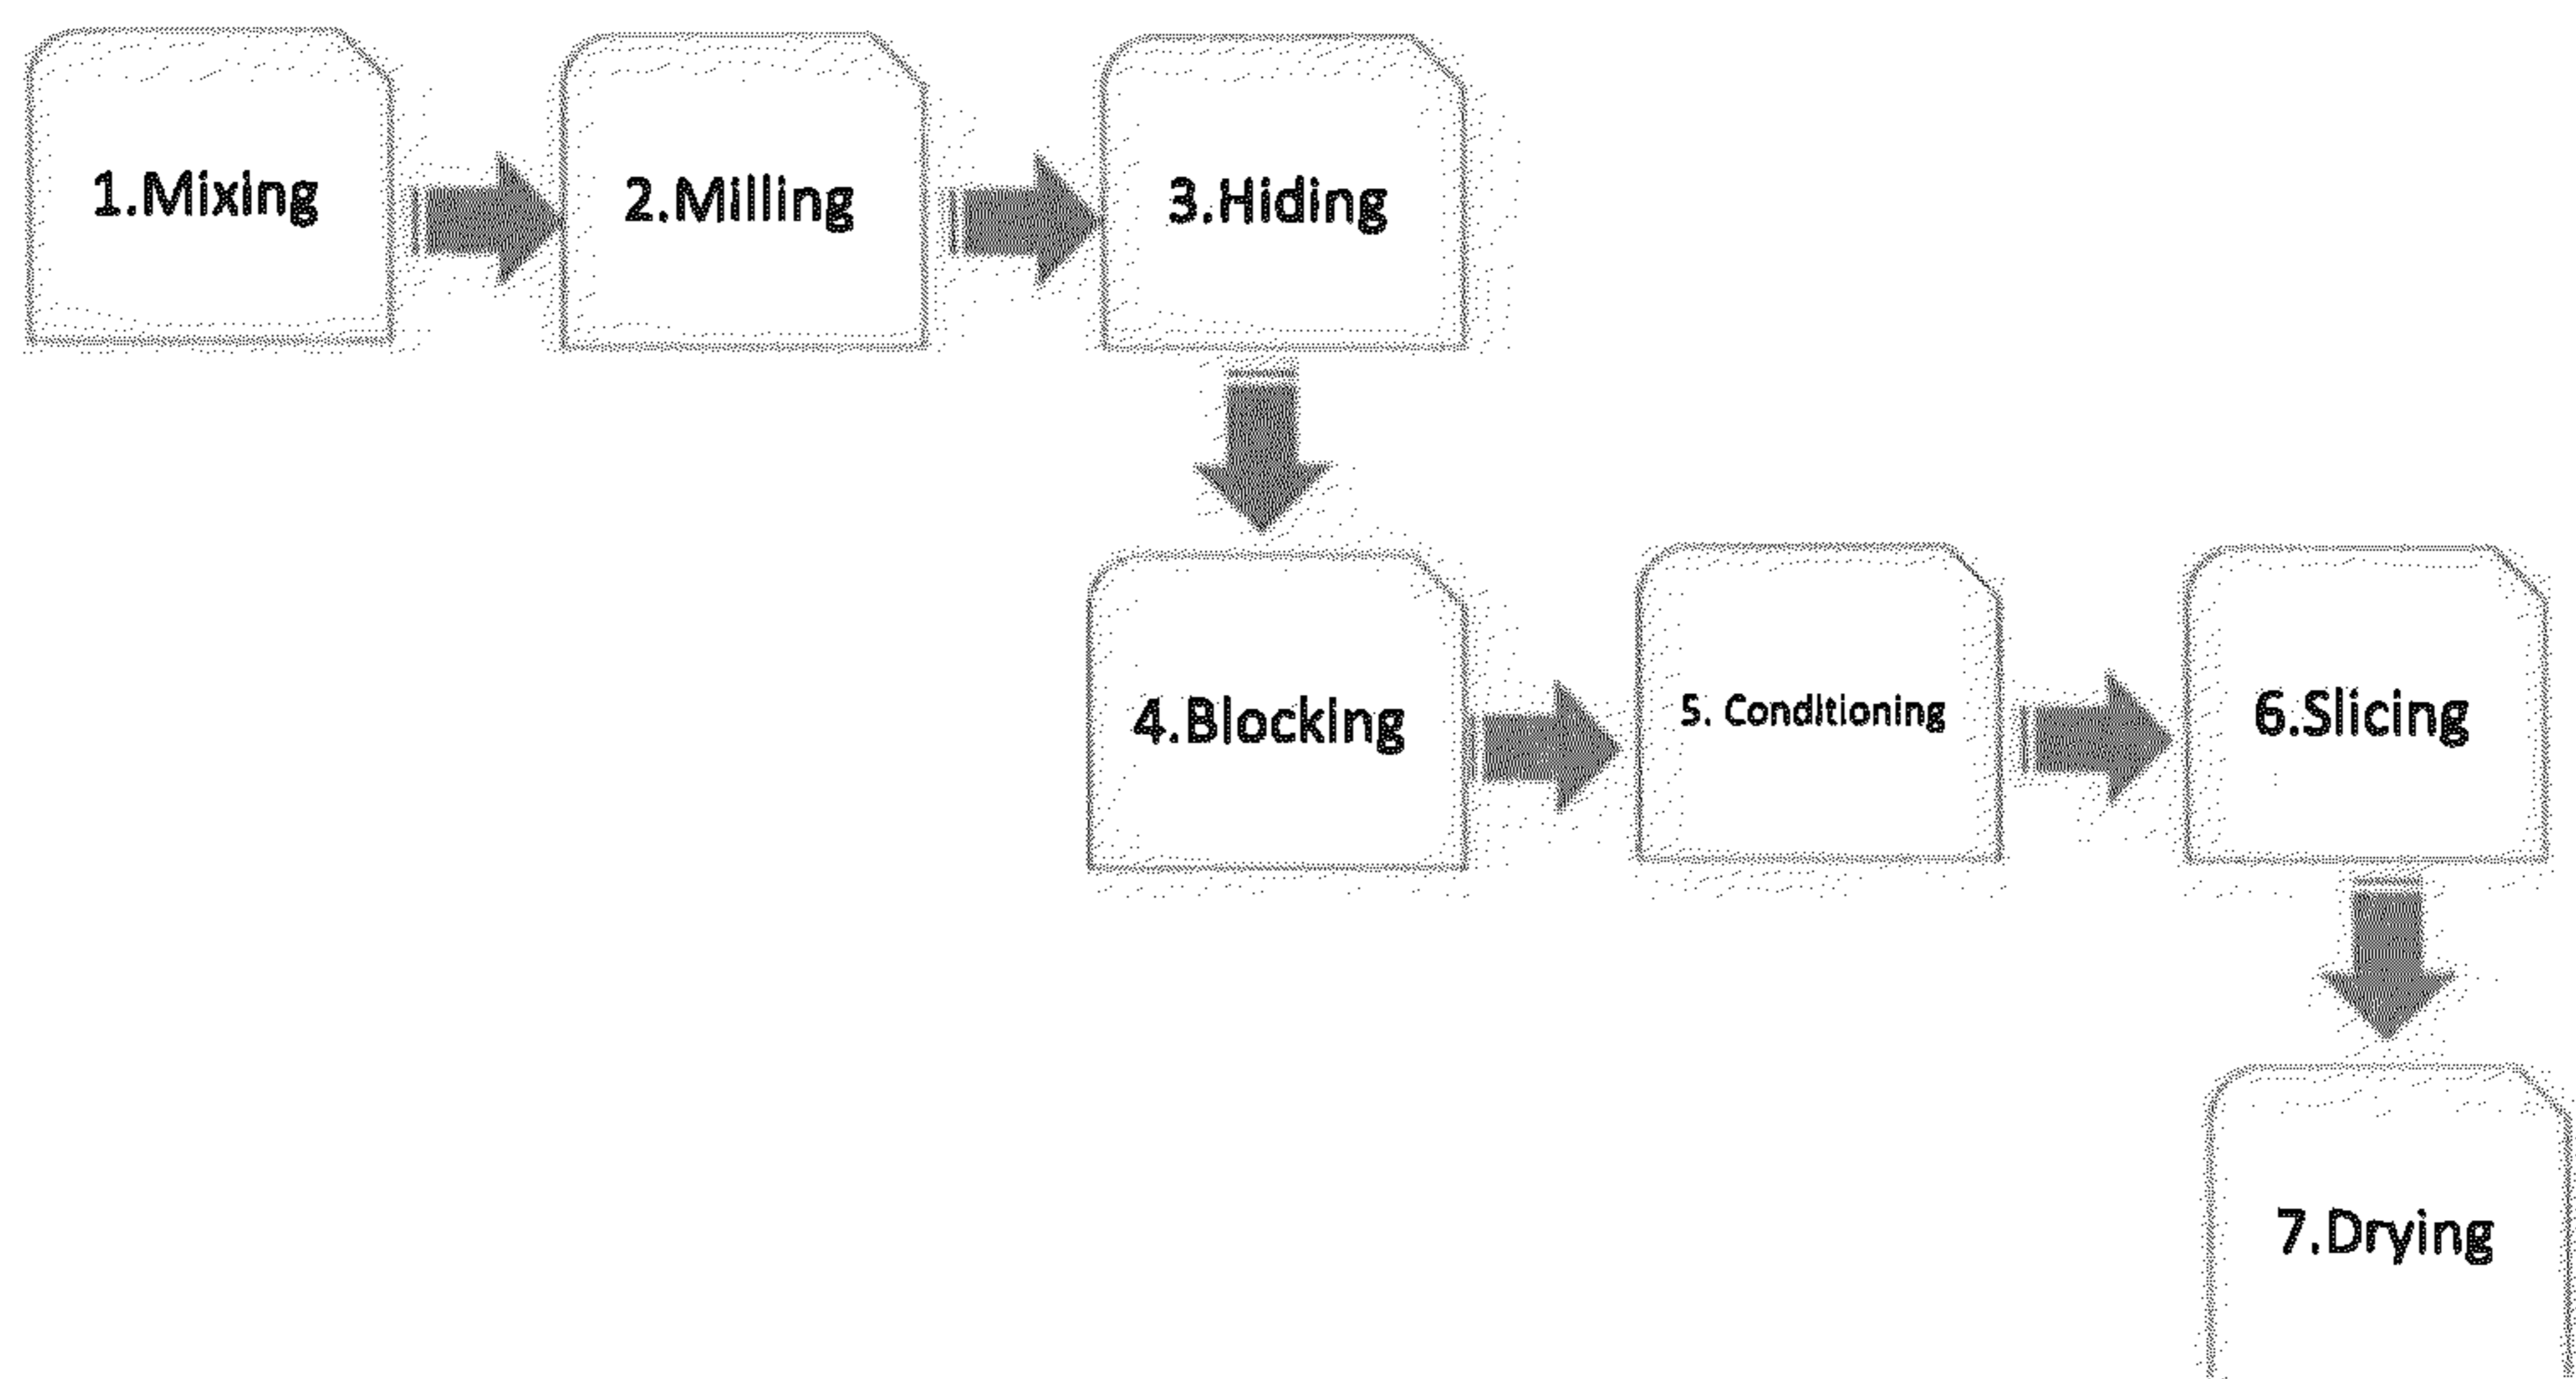 1.Mixing
2.Milling
3.Hiding
4.Blocking
5. Conditioning
6.Slicing
7.Drying